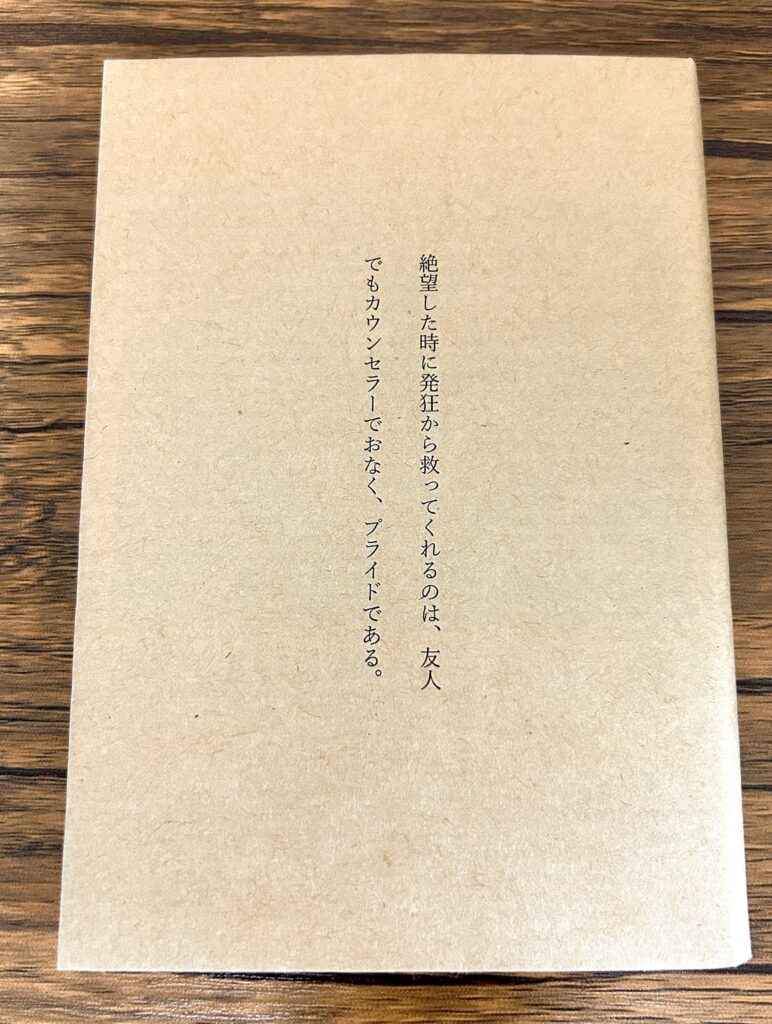 絶望した時に発狂から救ってくれるのは、友人
でもカウンセラーでおなく、プライドである。